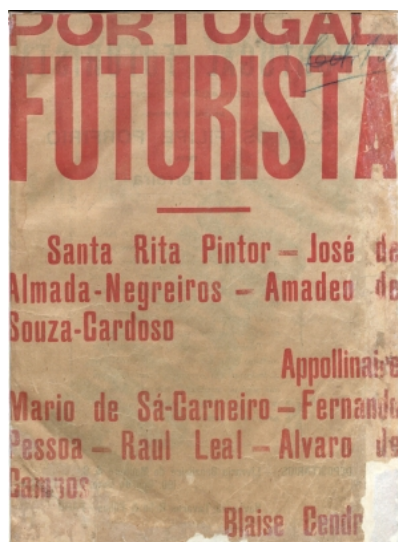 PORTUGAL
FUTURISTA
Santa Rita Pintor – José de
Almada-Negreiros – Amadeo de
Souza-Cardoso
Appollinaire
Mario de Sá-Carneiro – Fernando
Pessoa – Raul Leal – Alvaro de
Campos
Blaise Cendr